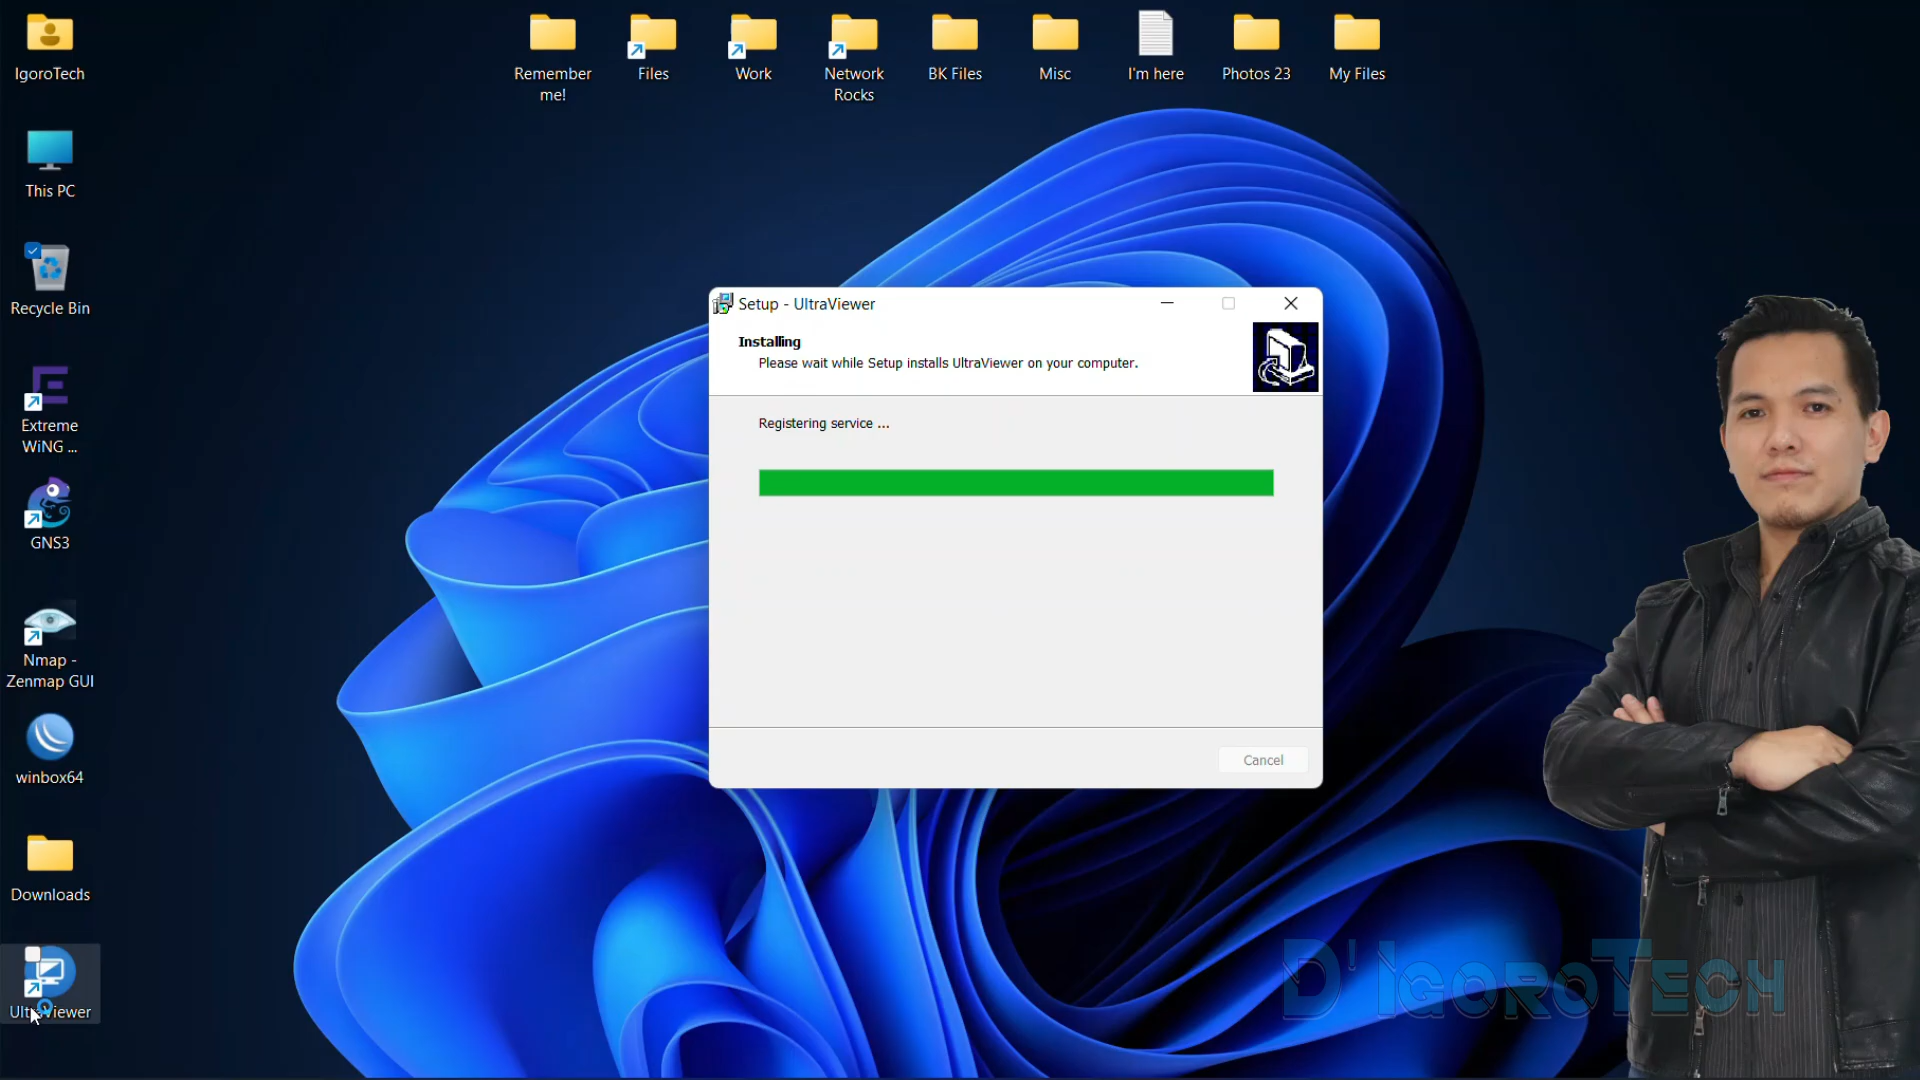 IgoroTech
This PC
Recycle Bin
Extreme
WiNG ...
GNS3
Nmap -
Zenmap GUI
winbox64
Downloads
UltraViewer
Remember
me!
Files
Work
Network
Rocks
BK Files
Misc
I'm here
Photos 23
My Files
Setup - UltraViewer
Installing
Please wait while Setup installs UltraViewer on your computer.
Registering service ...
Cancel
D' IGOROTECH